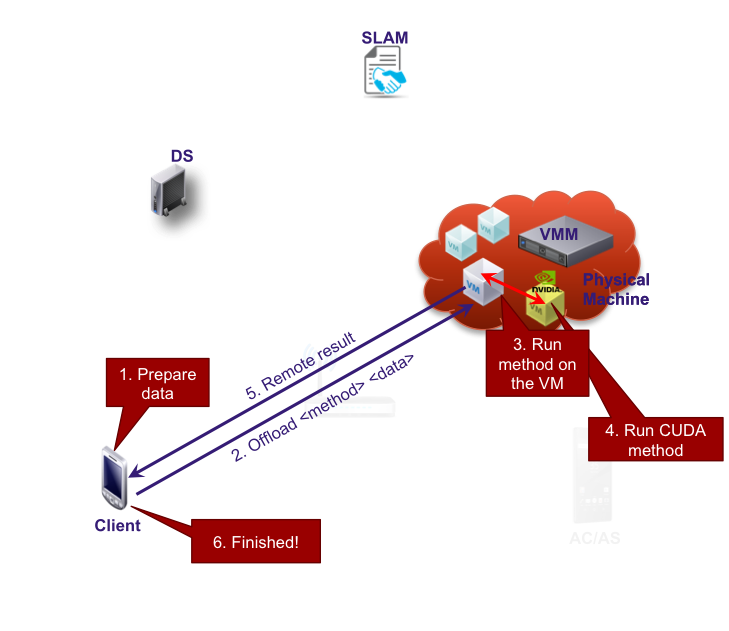 SLAM
DS
VM
VM
VMM
VM
NVIDIA
VM
Physical
Machine
3. Run
method on
the VM
5. Remote result
2. Offload <method> <data>
1. Prepare
data
4. Run CUDA
method
Client
6. Finished!
AC/AS